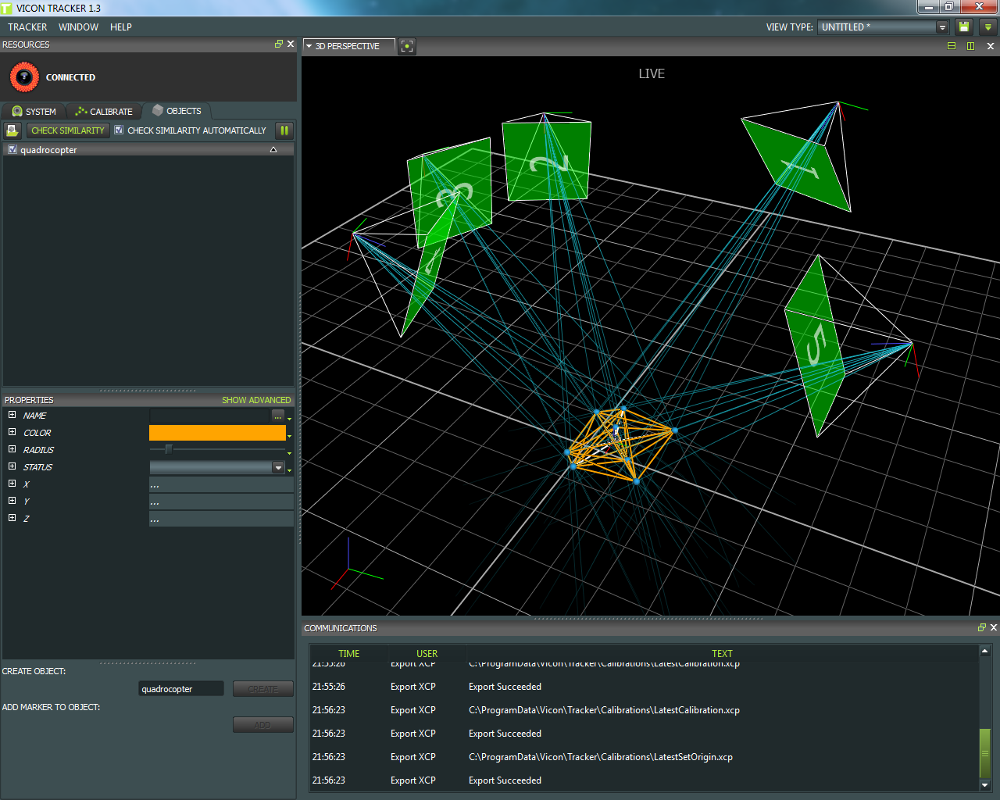 VICON TRACKER 1.3
TRACKER WINDOW HELP
VIEW TYPE: UNTITLED *
RESOURCES
3D PERSPECTIVE
LIVE
CONNECTED
SYSTEM CALIBRATE OBJECTS
CHECK SIMILARITY CHECK SIMILARITY AUTOMATICALLY
quadrocopter
1
2
3
5
PROPERTIES SHOW ADVANCED
NAME ...
COLOR
RADIUS
STATUS
X ...
Y ...
Z ...
CREATE OBJECT:
quadrocopter CREATE
ADD MARKER TO OBJECT:
ADD
COMMUNICATIONS
TIME USER TEXT
21:55:26 Export XCP C:\ProgramData\Vicon\Tracker\Calibrations\LatestCalibration.xcp
21:55:26 Export XCP Export Succeeded
21:56:23 Export XCP C:\ProgramData\Vicon\Tracker\Calibrations\LatestCalibration.xcp
21:56:23 Export XCP Export Succeeded
21:56:23 Export XCP C:\ProgramData\Vicon\Tracker\Calibrations\LatestSetOrigin.xcp
21:56:23 Export XCP Export Succeeded